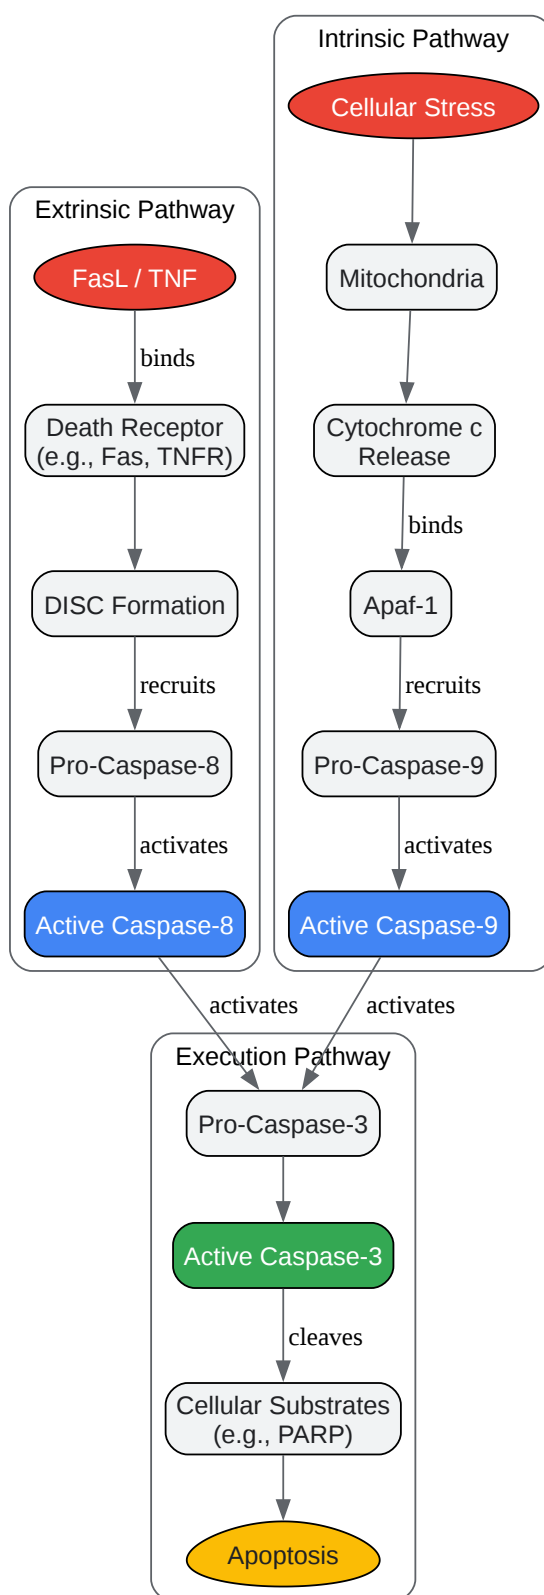 Intrinsic Pathway
Cellular Stress
Extrinsic Pathway
FasL / TNF
Mitochondria
binds
Death Receptor
(e.g., Fas, TNFR)
Cytochrome c
Release
binds
DISC Formation
Apaf-1
recruits
recruits
Pro-Caspase-8
Pro-Caspase-9
activates
activates
Active Caspase-8
Active Caspase-9
activates
activates
Execution Pathway
Pro-Caspase-3
Active Caspase-3
cleaves
Cellular Substrates
(e.g., PARP)
Apoptosis